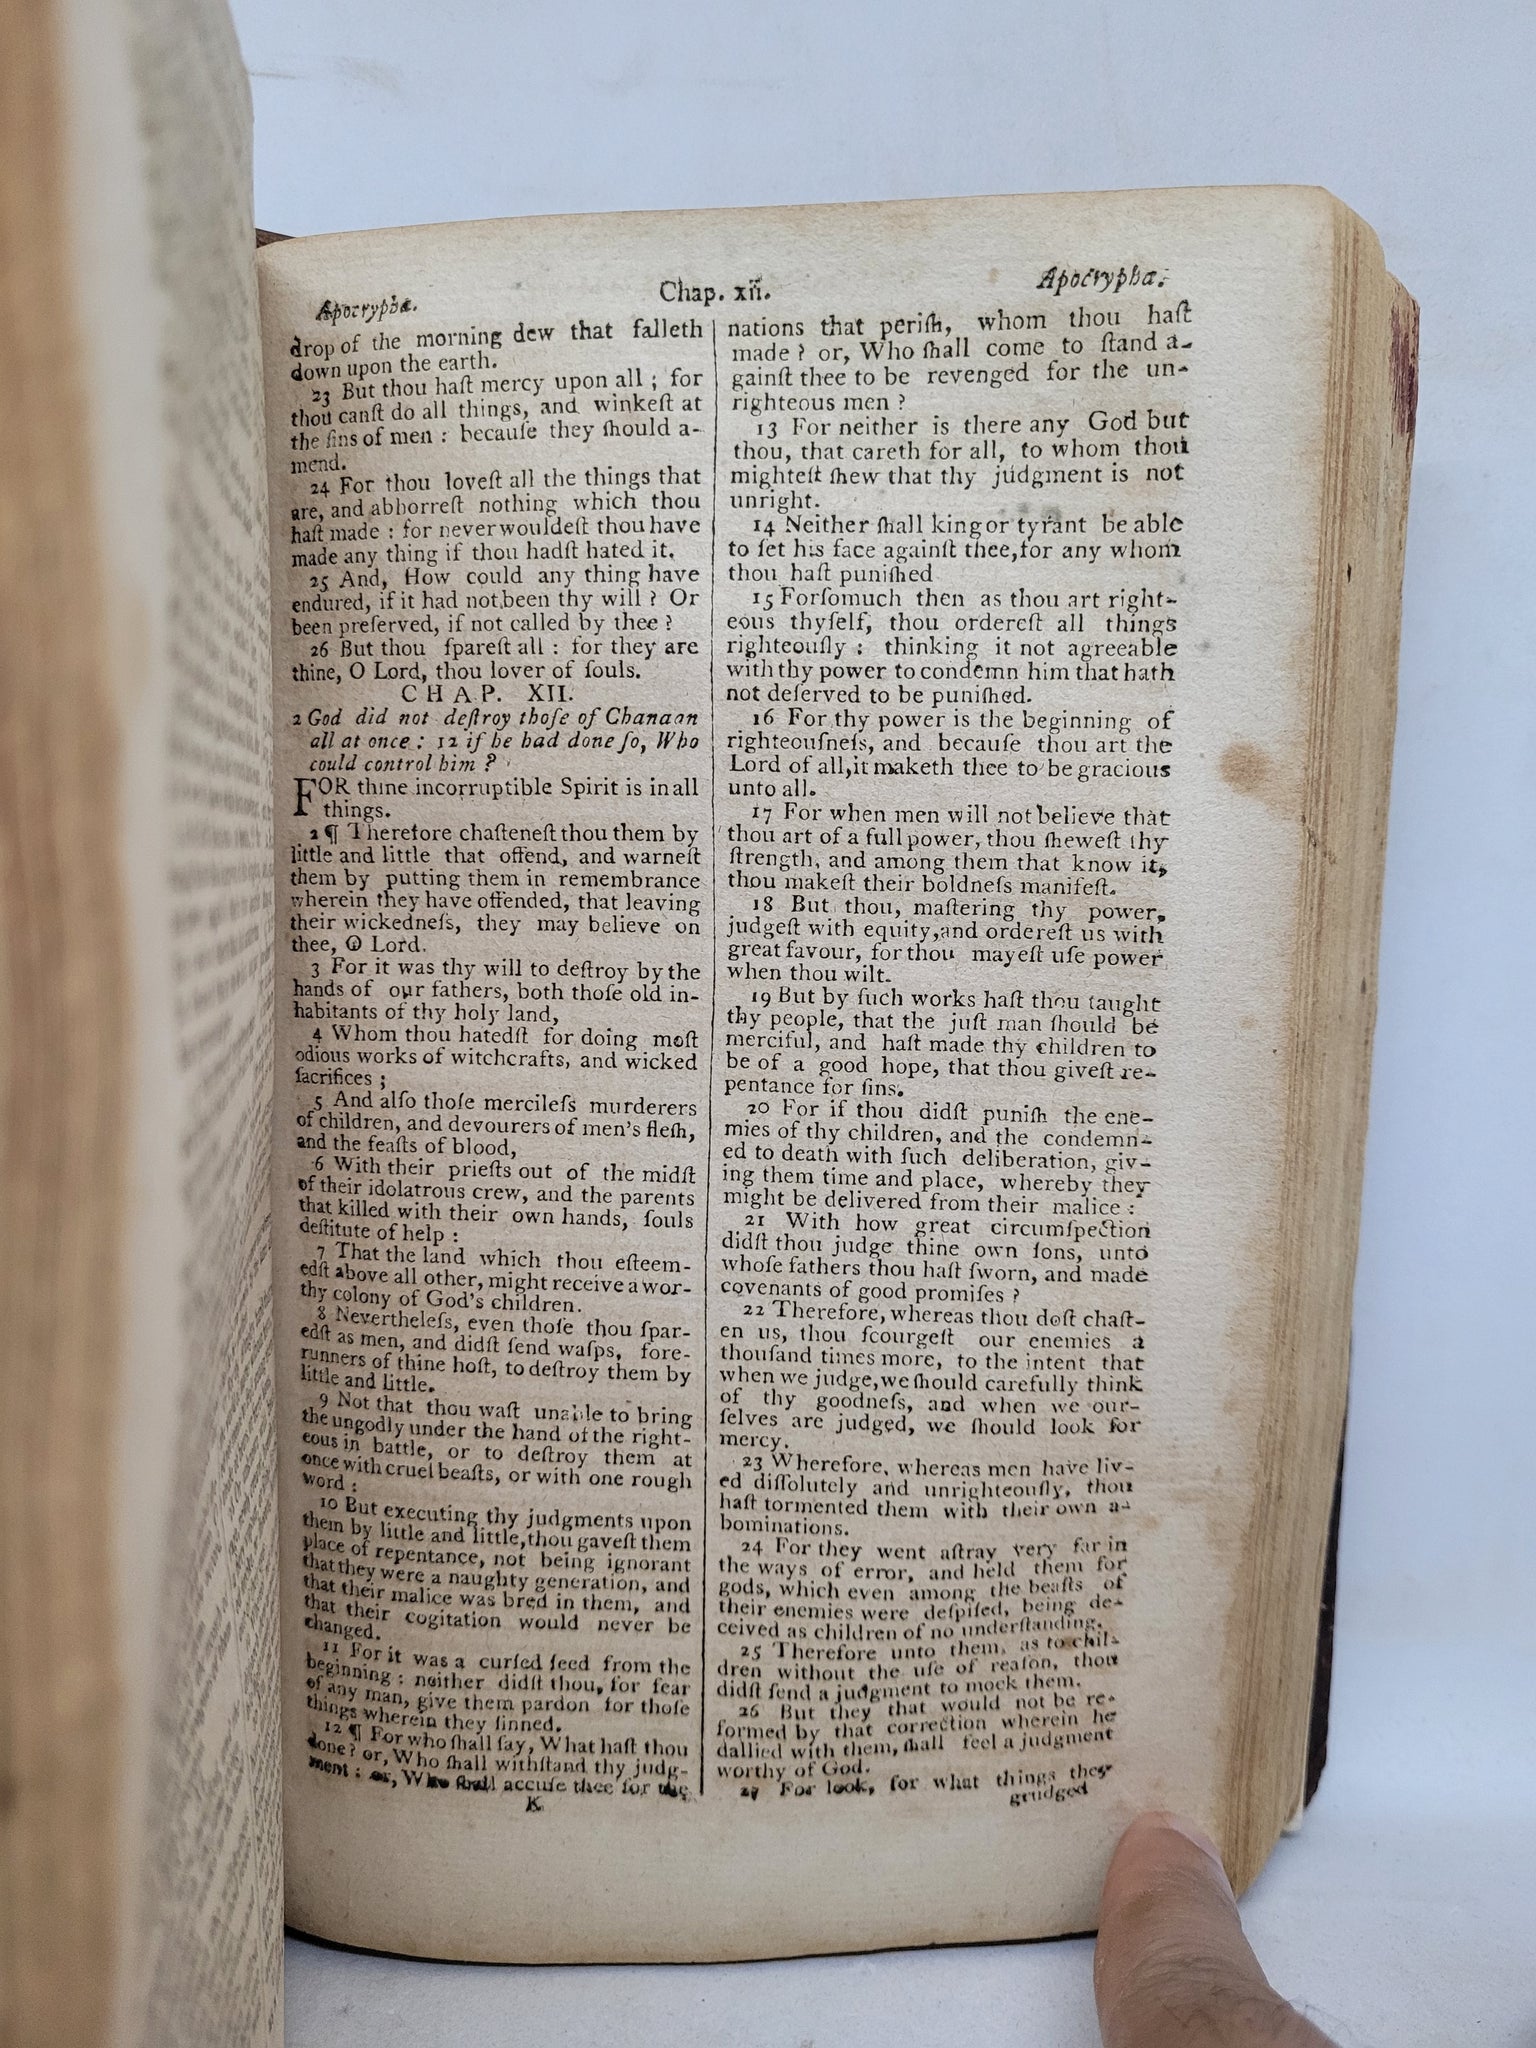 Apocrypha.
Chap. xii.
Apocrypha.
drop of the morning dew that falleth
down upon the earth.
23 But thou haſt mercy upon all ; for
thou canſt do all things, and winkeſt at
the ſins of men : becauſe they ſhould a-
mend.
24 For thou loveſt all the things that
are, and abhorreſt nothing which thou
haſt made : for never wouldeſt thou have
made any thing if thou hadſt hated it.
25 And, How could any thing have
endured, if it had not been thy will ? Or
been preſerved, if not called by thee ?
26 But thou ſpareſt all : for they are
thine, O Lord, thou lover of ſouls.
CHAP. XII.
2 God did not deſtroy thoſe of Chanaan
all at once : 12 if he had done ſo, Who
could control him ?
FOR thine incorruptible Spirit is in all
things.
2 ¶ Therefore chaſteneſt thou them by
little and little that offend, and warneſt
them by putting them in remembrance
wherein they have offended, that leaving
their wickedneſs, they may believe on
thee, O Lord.
3 For it was thy will to deſtroy by the
hands of our fathers, both thoſe old in-
habitants of thy holy land,
4 Whom thou hatedſt for doing moſt
odious works of witchcrafts, and wicked
ſacrifices ;
5 And alſo thoſe mercileſs murderers
of children, and devourers of men's fleſh,
and the feaſts of blood,
6 With their prieſts out of the midſt
of their idolatrous crew, and the parents
that killed with their own hands, ſouls
deſtitute of help :
7 That the land which thou eſteem-
edſt above all other, might receive a wor-
thy colony of God's children.
8 Nevertheleſs, even thoſe thou ſpar-
edſt as men, and didſt ſend waſps, fore-
runners of thine hoſt, to deſtroy them by
little and little.
9 Not that thou waſt unable to bring
the ungodly under the hand of the right-
eous in battle, or to deſtroy them at
once with cruel beaſts, or with one rough
word :
10 But executing thy judgments upon
them by little and little, thou gaveſt them
place of repentance, not being ignorant
that they were a naughty generation, and
that their malice was bred in them, and
that their cogitation would never be
changed.
11 For it was a curſed ſeed from the
beginning : neither didſt thou, for fear
of any man, give them pardon for thoſe
things wherein they ſinned.
12 ¶ For who ſhall ſay, What haſt thou
done ? or, Who ſhall withſtand thy judg-
ment : or, Who ſhall accuſe thee for the
K
nations that periſh, whom thou haſt
made ? or, Who ſhall come to ſtand a-
gainſt thee to be revenged for the un-
righteous men ?
13 For neither is there any God but
thou, that careth for all, to whom thou
mighteſt ſhew that thy judgment is not
unright.
14 Neither ſhall king or tyrant be able
to ſet his face againſt thee, for any whom
thou haſt puniſhed
15 Forſomuch then as thou art right-
eous thyſelf, thou ordereſt all things
righteouſly : thinking it not agreeable
with thy power to condemn him that hath
not deſerved to be puniſhed.
16 For thy power is the beginning of
righteouſneſs, and becauſe thou art the
Lord of all, it maketh thee to be gracious
unto all.
17 For when men will not believe that
thou art of a full power, thou ſheweſt thy
ſtrength, and among them that know it,
thou makeſt their boldneſs manifeſt.
18 But thou, maſtering thy power,
judgeſt with equity, and ordereſt us with
great favour, for thou mayeſt uſe power
when thou wilt.
19 But by ſuch works haſt thou taught
thy people, that the juſt man ſhould be
merciful, and haſt made thy children to
be of a good hope, that thou giveſt re-
pentance for ſins.
20 For if thou didſt puniſh the ene-
mies of thy children, and the condemn-
ed to death with ſuch deliberation, giv-
ing them time and place, whereby they
might be delivered from their malice :
21 With how great circumſpection
didſt thou judge thine own ſons, unto
whoſe fathers thou haſt ſworn, and made
covenants of good promiſes ?
22 Therefore, whereas thou doſt chaſt-
en us, thou ſcourgeſt our enemies a
thouſand times more, to the intent that
when we judge, we ſhould carefully think
of thy goodneſs, and when we our-
ſelves are judged, we ſhould look for
mercy.
23 Wherefore, whereas men have liv-
ed diſſolutely and unrighteouſly, thou
haſt tormented them with their own a-
bominations.
24 For they went aſtray very far in
the ways of error, and held them for
gods, which even among the beaſts of
their enemies were deſpiſed, being de-
ceived as children of no underſtanding.
25 Therefore unto them, as to chil-
dren without the uſe of reaſon, thou
didſt ſend a judgment to mock them.
26 But they that would not be re-
formed by that correction wherein he
dallied with them, ſhall feel a judgment
worthy of God.
27 For look, for what things they
grudged